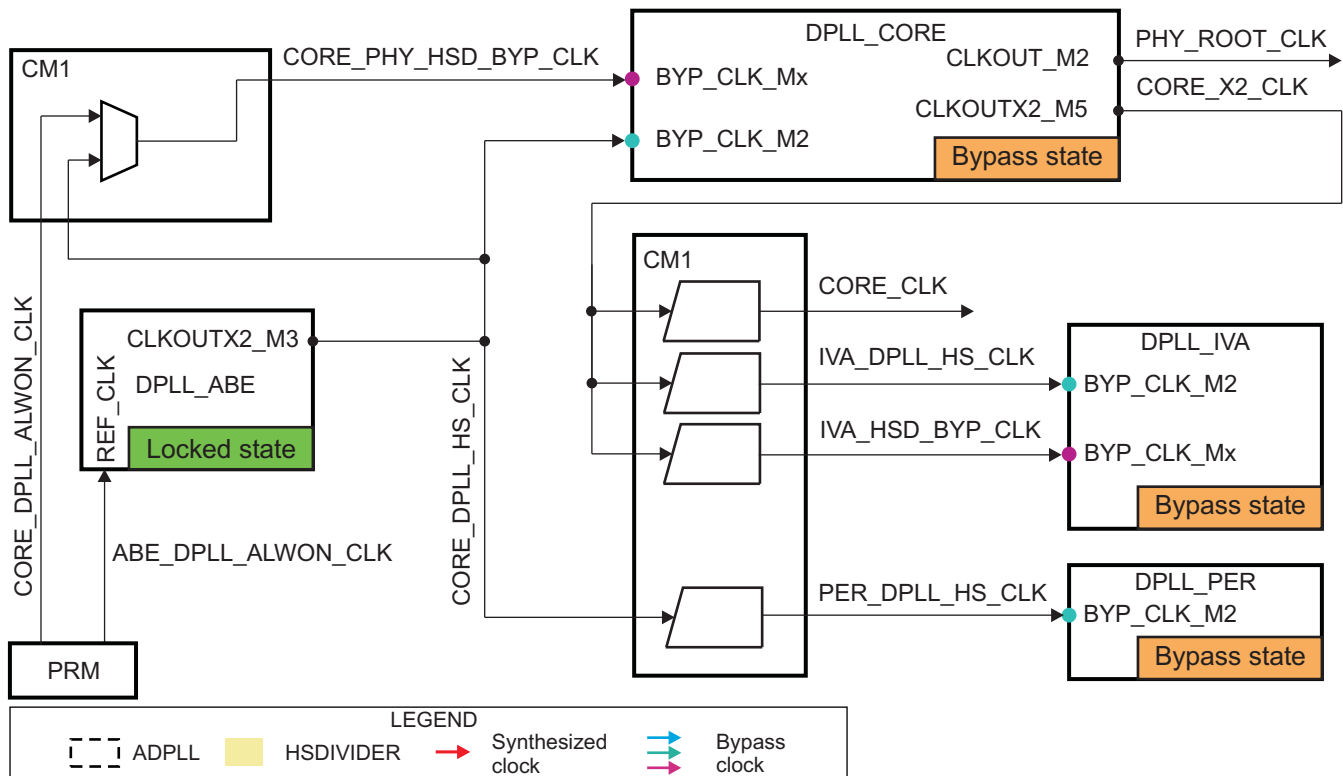 CM1
CORE_PHY_HSD_BYP_CLK
DPLL_CORE
BYP_CLK_Mx
BYP_CLK_M2
CLKOUT_M2
CLKOUTX2_M5
Bypass state
PHY_ROOT_CLK
CORE_X2_CLK
CORE_DPLL_ALWON_CLK
CLKOUTX2_M3
DPLL_ABE
REF_CLK
Locked state
ABE_DPLL_ALWON_CLK
CORE_DPLL_HS_CLK
PRM
CM1
CORE_CLK
IVA_DPLL_HS_CLK
IVA_HSD_BYP_CLK
PER_DPLL_HS_CLK
DPLL_IVA
BYP_CLK_M2
BYP_CLK_Mx
Bypass state
DPLL_PER
BYP_CLK_M2
Bypass state
LEGEND
ADPLL
HSDIVIDER
Synthesized
clock
Bypass
clock